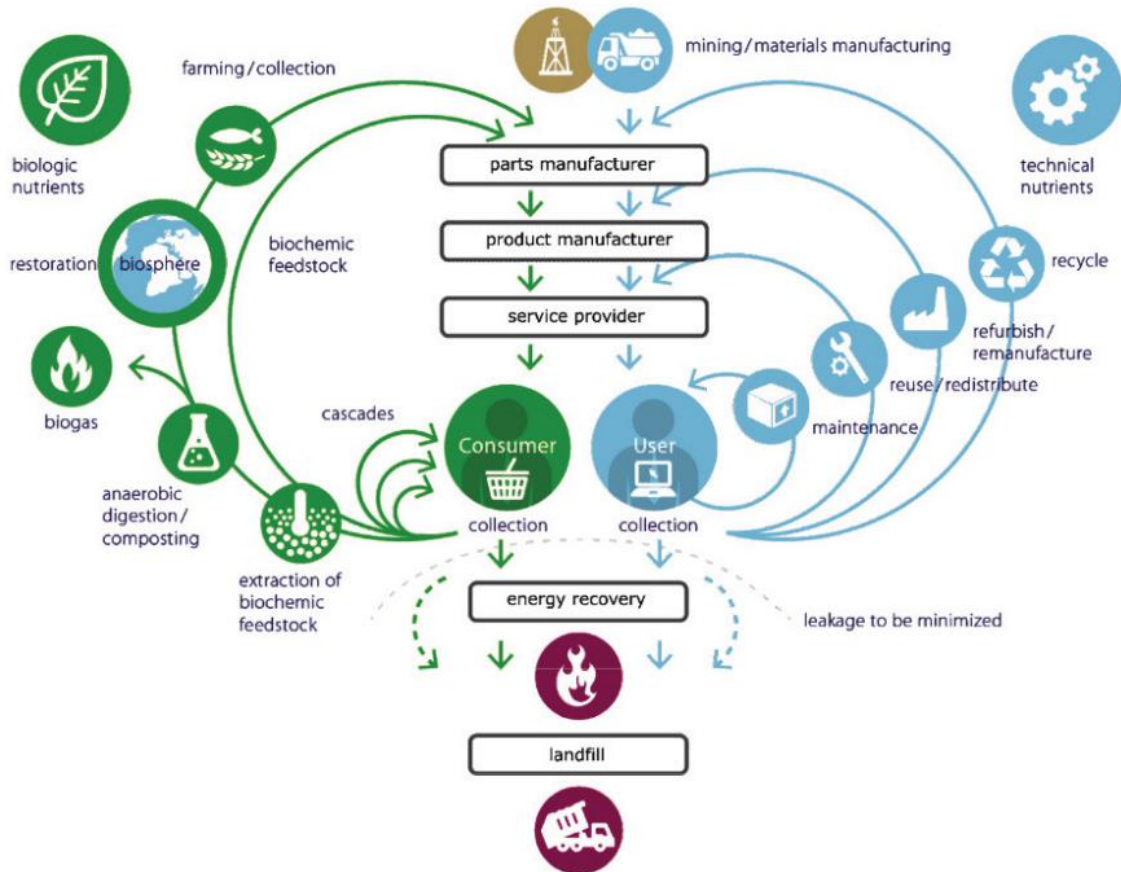 mining/materials manufacturing
farming/collection
biologic
nutrients
technical
nutrients
parts manufacturer
product manufacturer
service provider
biochemic
feedstock
restoration
biosphere
recycle
refurbish/
remanufacture
reuse/redistribute
maintenance
biogas
cascades
Consumer
User
anaerobic
digestion/
composting
collection
collection
extraction of
biochemic
feedstock
energy recovery
leakage to be minimized
landfill